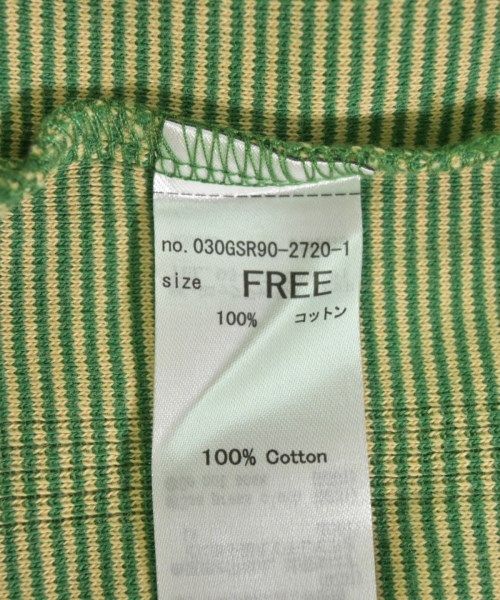 no. 030GSR90-2720-1
size FREE
100% コットン
100% Cotton